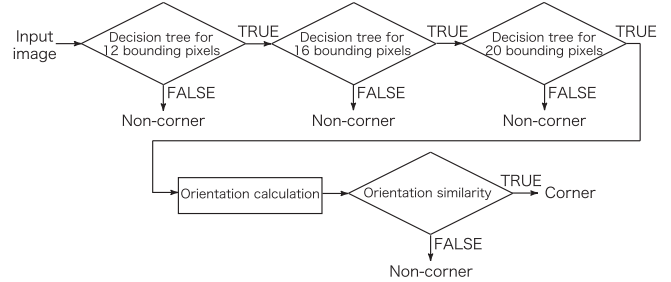 Input
image
Decision tree for
12 bounding pixels
TRUE
Decision tree for
16 bounding pixels
TRUE
Decision tree for
20 bounding pixels
TRUE
FALSE
FALSE
FALSE
Non-corner
Non-corner
Non-corner
Orientation calculation
Orientation similarity
TRUE
Corner
FALSE
Non-corner